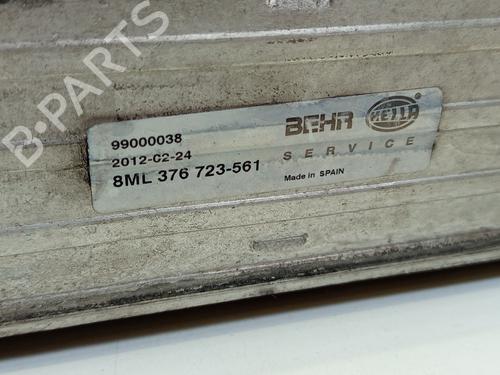 B-PARTS
99000038
2012-C2-24
8ML 376 723-561
BEHR HELLA
SERVICE
Made in SPAIN